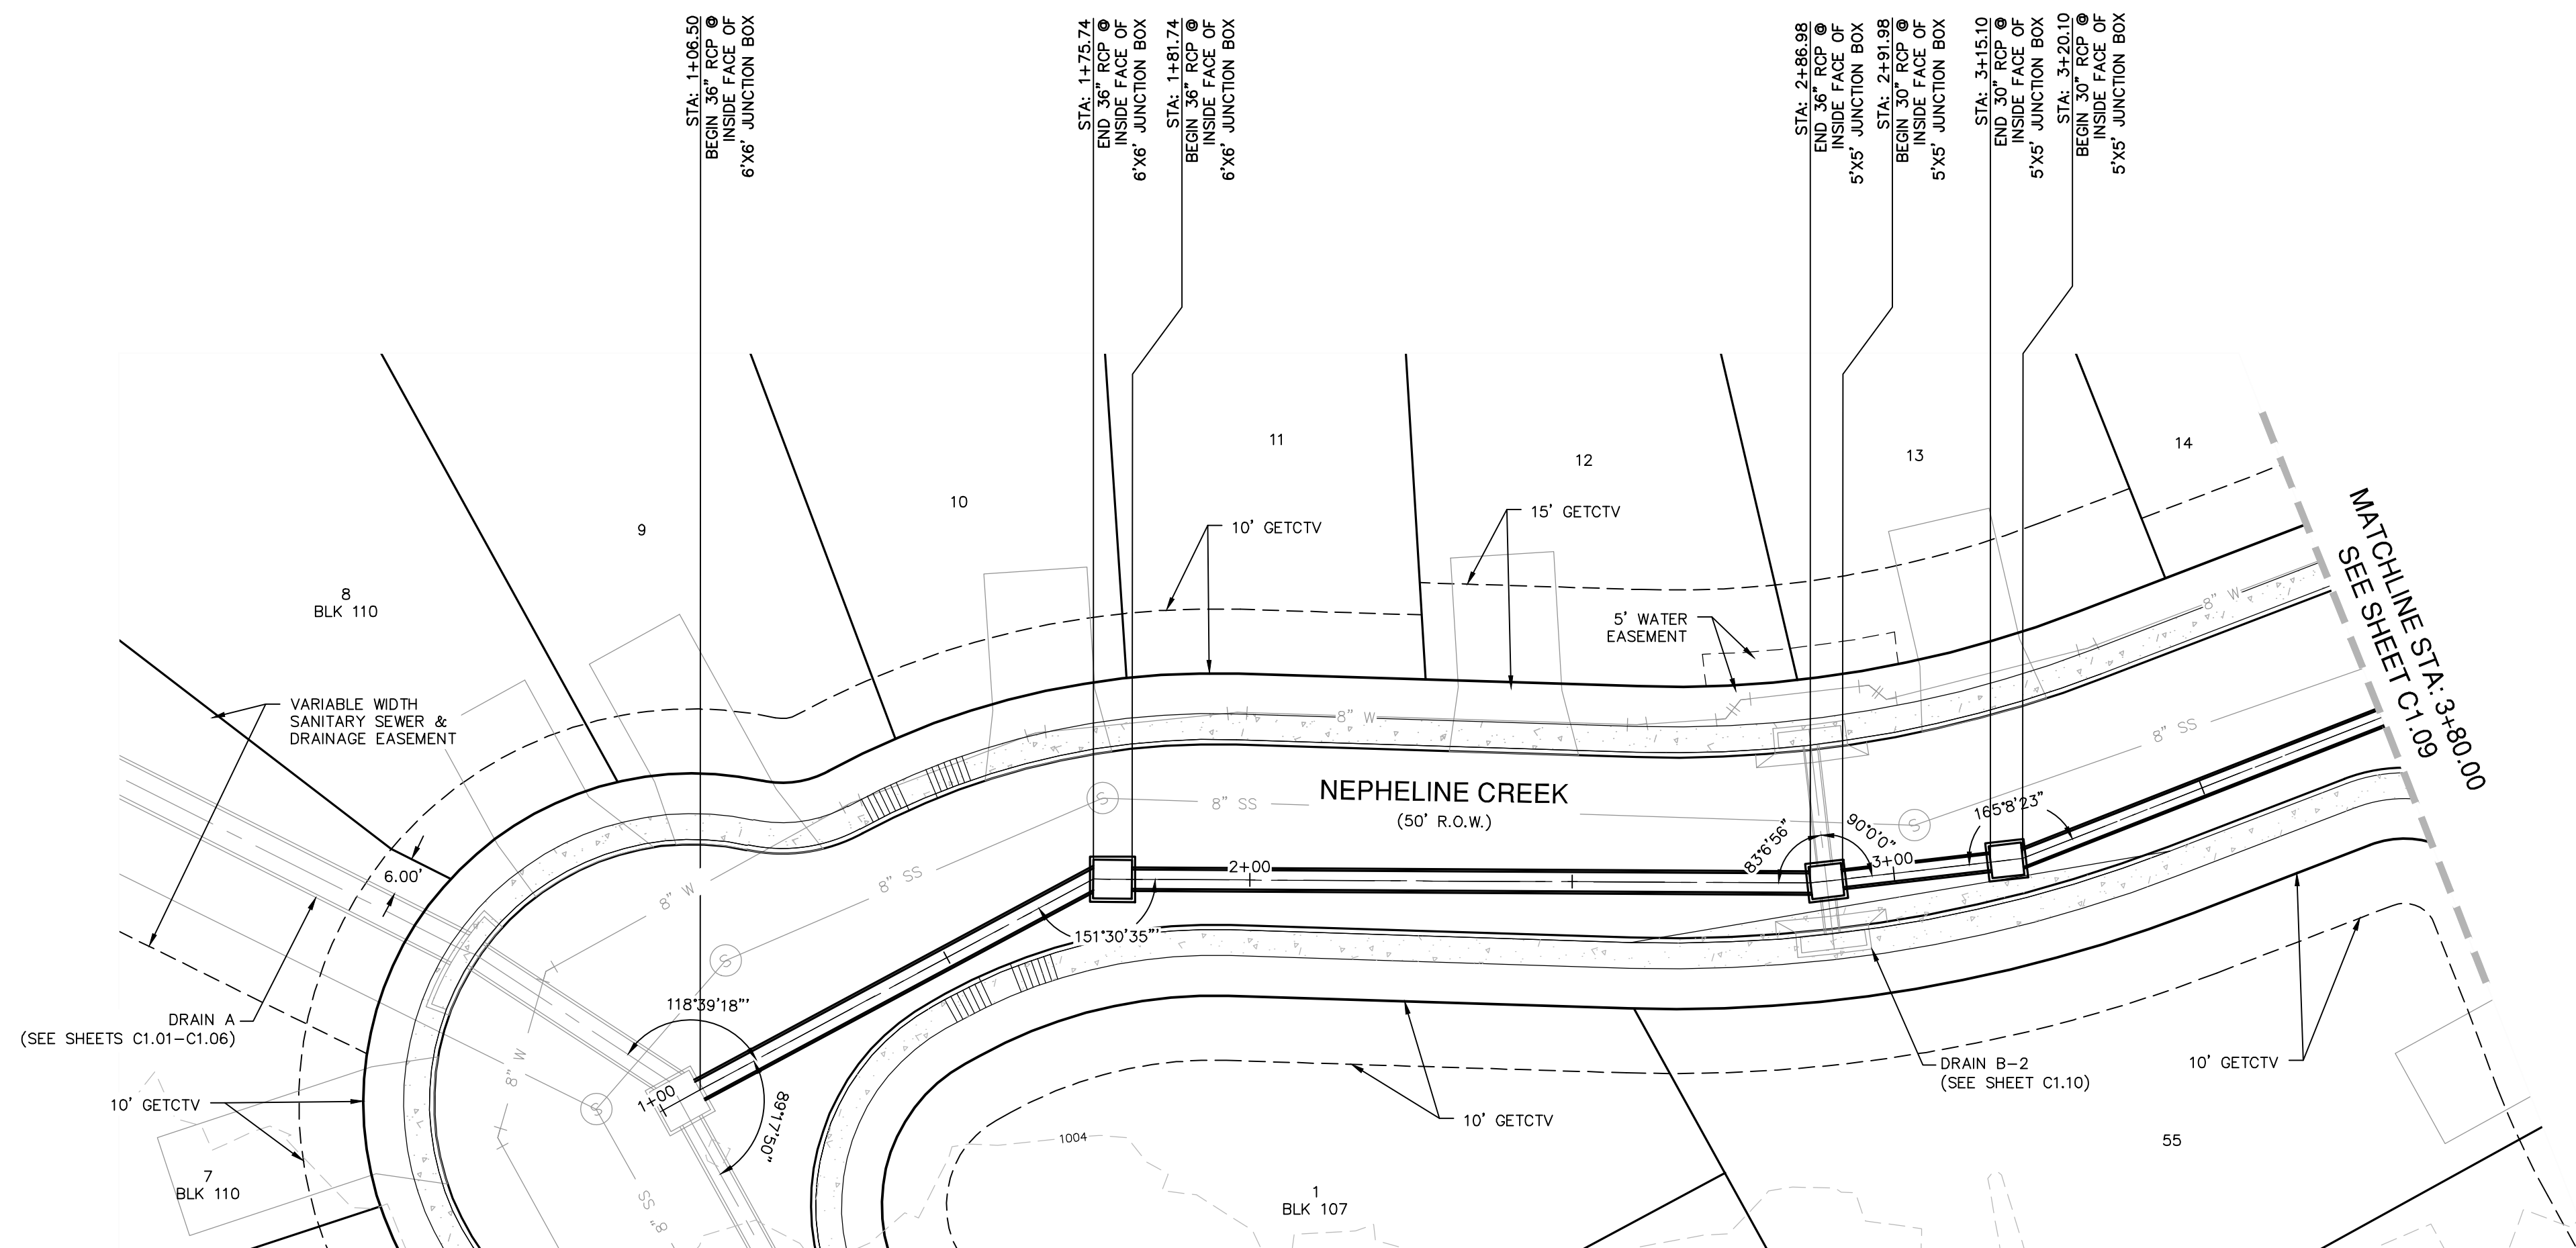 STA: 1+06.50
BEGIN 36" RCP @
INSIDE FACE OF
6'X6' JUNCTION BOX
STA: 1+75.74
END 36" RCP @
INSIDE FACE OF
6'X6' JUNCTION BOX
STA: 1+81.74
BEGIN 36" RCP @
INSIDE FACE OF
6'X6' JUNCTION BOX
STA: 2+86.98
END 36" RCP @
INSIDE FACE OF
5'X5' JUNCTION BOX
STA: 2+91.98
BEGIN 30" RCP @
INSIDE FACE OF
5'X5' JUNCTION BOX
STA: 3+15.10
END 30" RCP @
INSIDE FACE OF
5'X5' JUNCTION BOX
STA: 3+20.10
BEGIN 30" RCP @
INSIDE FACE OF
5'X5' JUNCTION BOX
8
BLK 110
9
10
11
12
13
14
10' GETCTV
15' GETCTV
5' WATER
EASEMENT
8" W
MATCHLINE STA: 3+80.00
SEE SHEET C1.09
VARIABLE WIDTH
SANITARY SEWER &
DRAINAGE EASEMENT
8" W
8" SS
NEPHELINE CREEK
(50' R.O.W.)
8" SS
83°6'56"
90°0'0"
165°8'23"
2+00
3+00
6.00'
8" W
8" SS
151°30'35"'
118°39'18"'
DRAIN A
(SEE SHEETS C1.01-C1.06)
8" W
1+00
89°17'50"
10' GETCTV
DRAIN B-2
(SEE SHEET C1.10)
10' GETCTV
10' GETCTV
1004
55
7
BLK 110
8" SS
1
BLK 107
S
S
S
S